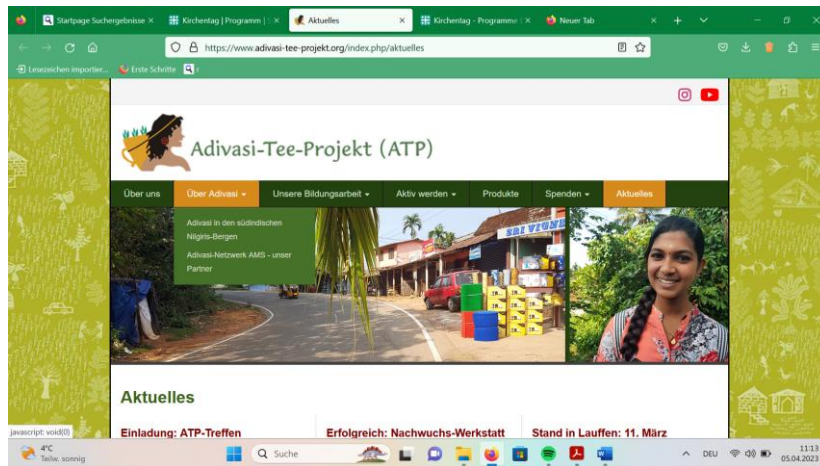 Startpage Suchergebnisse
Kirchentag | Programm |
Aktuelles
Kirchentag - Programme
Neuer Tab
https://www.adivasi-tee-projekt.org/index.php/aktuelles
Lesezeichen importier...
Erste Schritte
Adivasi-Tee-Projekt (ATP)
Über uns
Über Adivasi
Unsere Bildungsarbeit
Aktiv werden
Produkte
Spenden
Aktuelles
Adivasi in den südindischen
Nilgiris-Bergen
Adivasi-Netzwerk AMS - unser
Partner
SRI VIGNE
Aktuelles
Einladung: ATP-Treffen
Erfolgreich: Nachwuchs-Werkstatt
Stand in Lauffen: 11. März
javascript: void(0)
4°C
Teilw. sonnig
Suche
DEU
11:13
05.04.2023